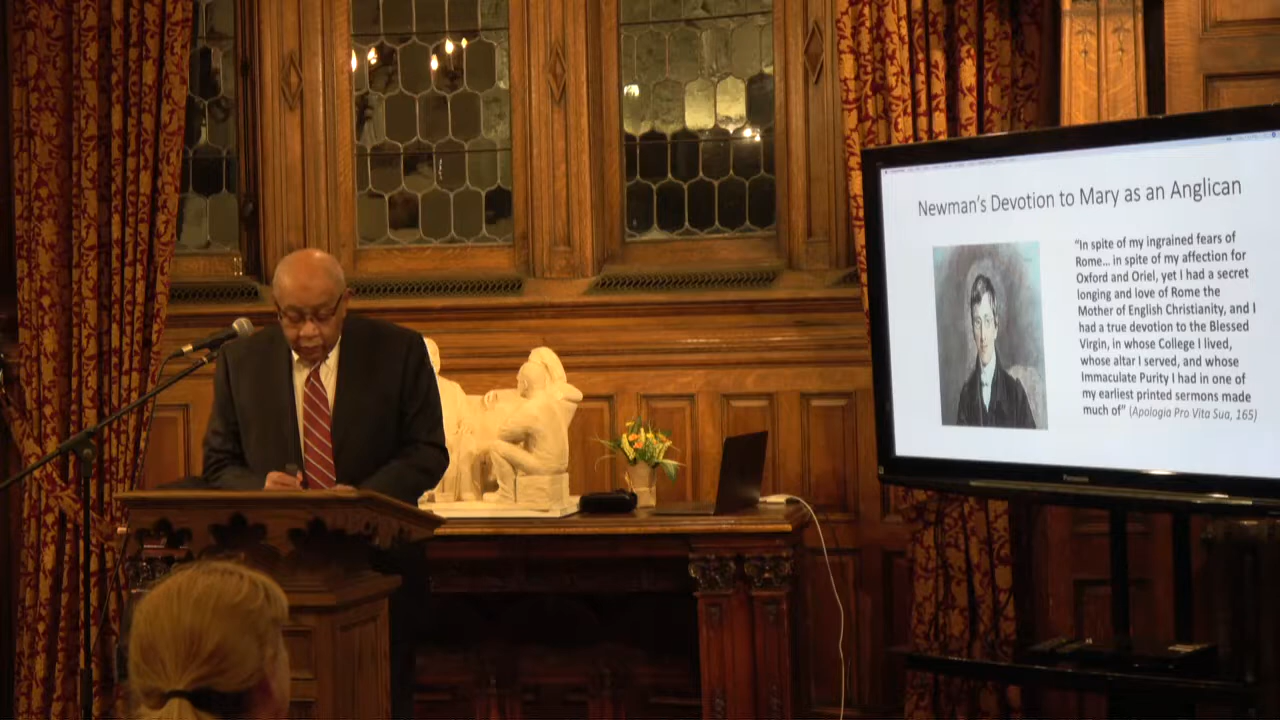 Newman's Devotion to Mary as an Anglican
"In spite of my ingrained fears of
Rome... in spite of my affection for
Oxford and Oriel, yet I had a secret
longing and love of Rome the
Mother of English Christianity, and I
had a true devotion to the Blessed
Virgin, in whose College I lived,
whose altar I served, and whose
Immaculate Purity I had in one of
my earliest printed sermons made
much of" (Apologia Pro Vita Sua, 165)
Panasonic